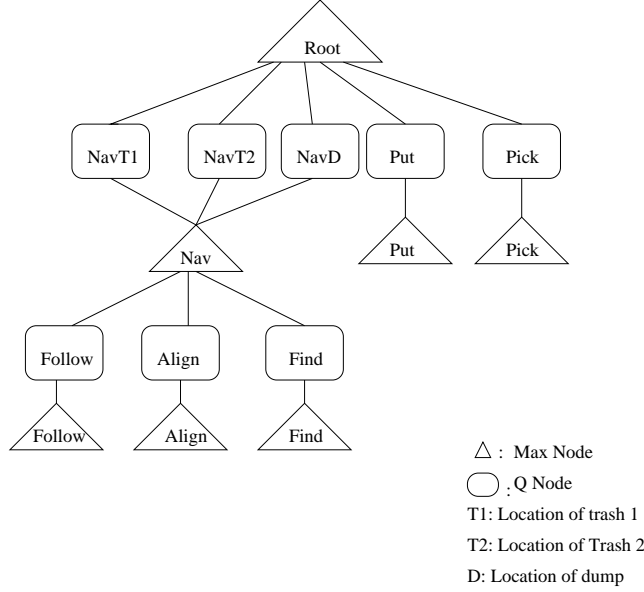 Root
NavT1 NavT2 NavD Put Pick
Nav Put Pick
Follow Align Find
Follow Align Find
: Max Node
: Q Node
T1: Location of trash 1
T2: Location of Trash 2
D: Location of dump